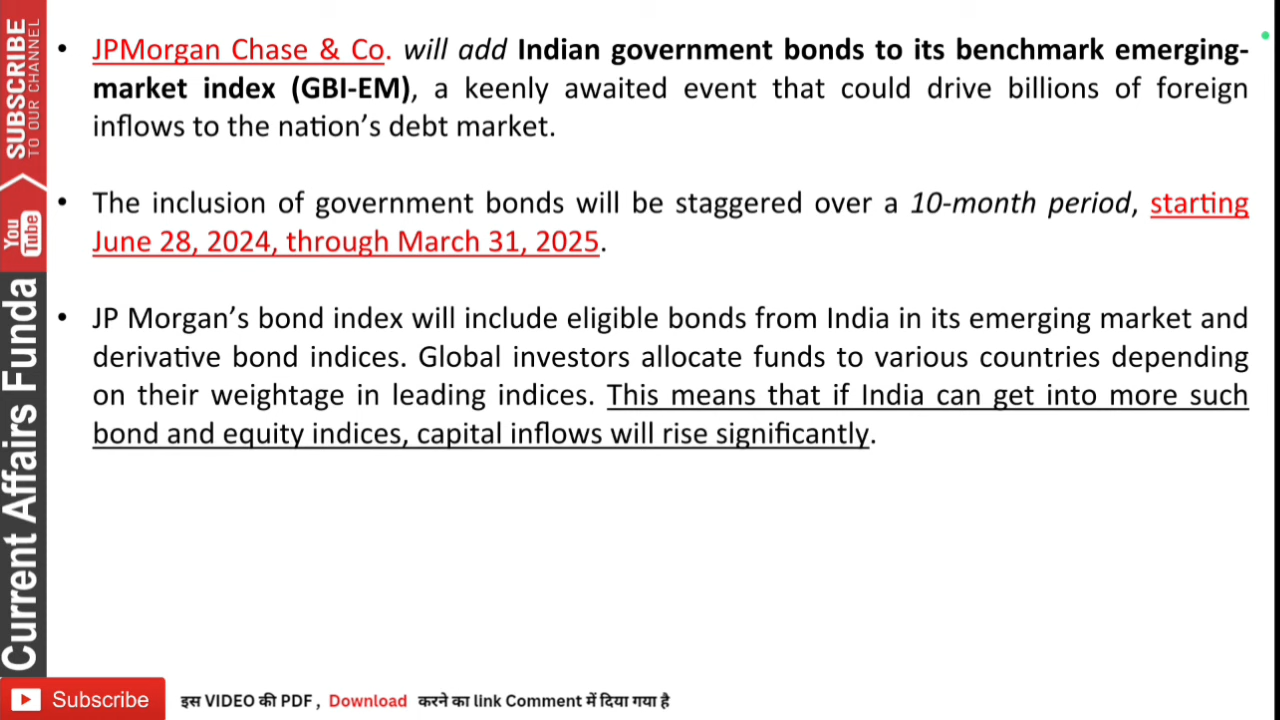 SUBSCRIBE
TO OUR CHANNEL
You
Tube
Current Affairs Funda
• JPMorgan Chase & Co. will add Indian government bonds to its benchmark emerging-
market index (GBI-EM), a keenly awaited event that could drive billions of foreign
inflows to the nation’s debt market.
• The inclusion of government bonds will be staggered over a 10-month period, starting
June 28, 2024, through March 31, 2025.
• JP Morgan’s bond index will include eligible bonds from India in its emerging market and
derivative bond indices. Global investors allocate funds to various countries depending
on their weightage in leading indices. This means that if India can get into more such
bond and equity indices, capital inflows will rise significantly.
Subscribe
इस VIDEO की PDF , Download करने का link Comment में दिया गया है